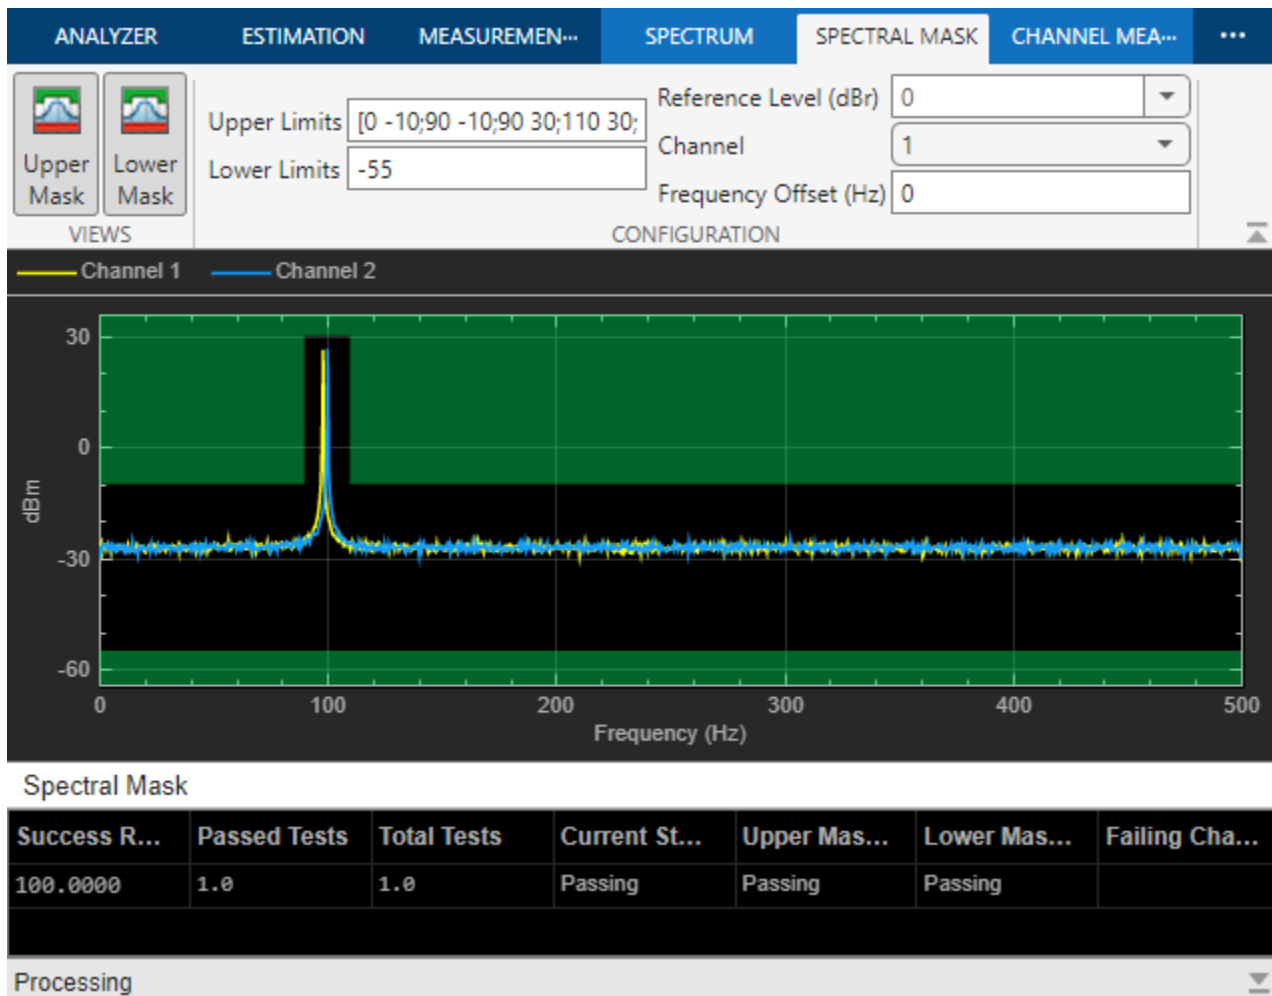 ANALYZER ESTIMATION MEASUREMEN... SPECTRUM SPECTRAL MASK CHANNEL MEA... ...
Upper Mask
Lower Mask
VIEWS
Upper Limits [0 -10;90 -10;90 30;110 30;
Lower Limits -55
Reference Level (dBr) 0
Channel 1
Frequency Offset (Hz) 0
CONFIGURATION
Channel 1 Channel 2
30
0
-30
-60
dBm
0 100 200 300 400 500
Frequency (Hz)
Spectral Mask
Success R... Passed Tests Total Tests Current St... Upper Mas... Lower Mas... Failing Cha...
100.0000 1.0 1.0 Passing Passing Passing
Processing